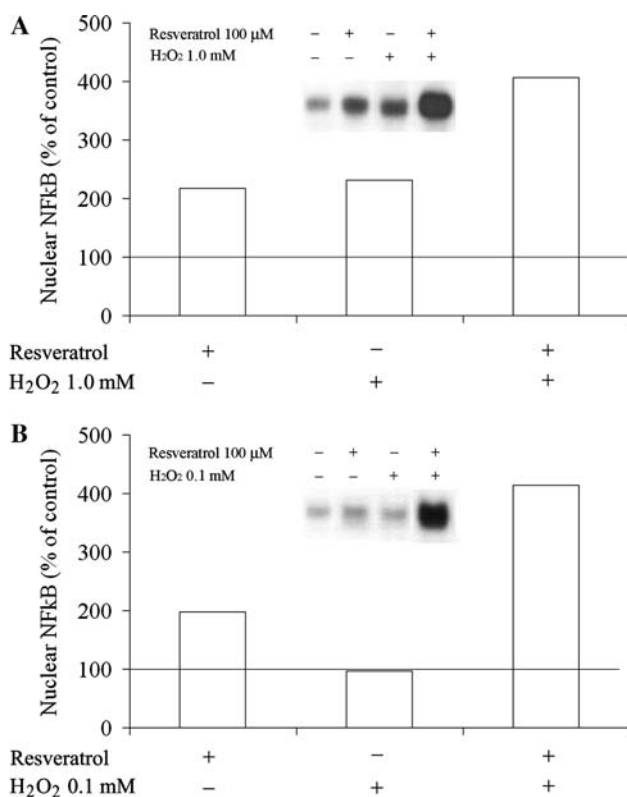 A
Nuclear NFkB (% of control)
500
400
300
200
100
0
Resveratrol 100 μM − + − +
H₂O₂ 1.0 mM − − + +
Resveratrol + − +
H₂O₂ 1.0 mM − + +
B
Nuclear NFkB (% of control)
500
400
300
200
100
0
Resveratrol 100 μM − + − +
H₂O₂ 0.1 mM − − + +
Resveratrol + − +
H₂O₂ 0.1 mM − + +